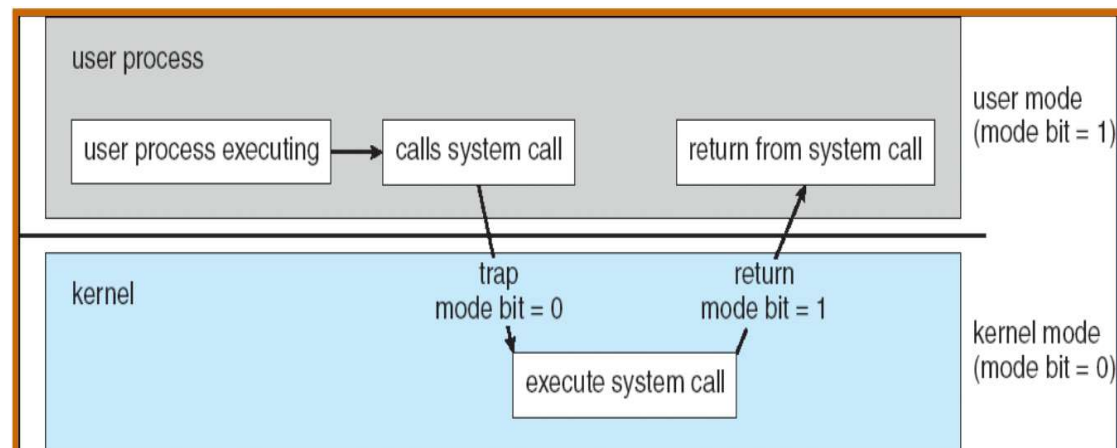 user process
user process executing
calls system call
return from system call
user mode
(mode bit = 1)
kernel
trap
mode bit = 0
return
mode bit = 1
execute system call
kernel mode
(mode bit = 0)